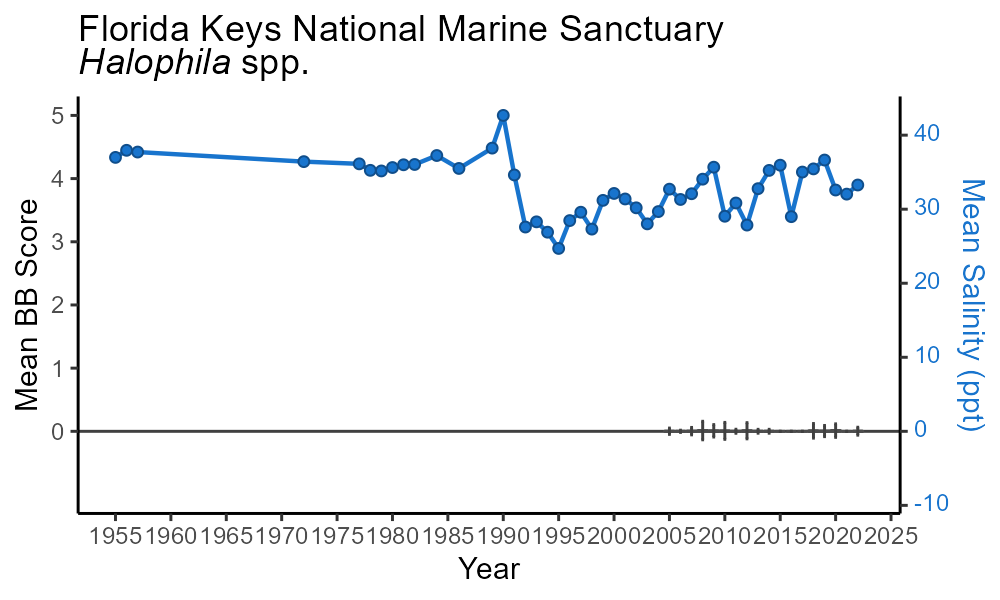 Florida Keys National Marine Sanctuary
Halophila spp.
5
4
3
2
1
0
Mean BB Score
40
30
20
10
0
-10
Mean Salinity (ppt)
1955 1960 1965 1970 1975 1980 1985 1990 1995 2000 2005 2010 2015 2020 2025
Year